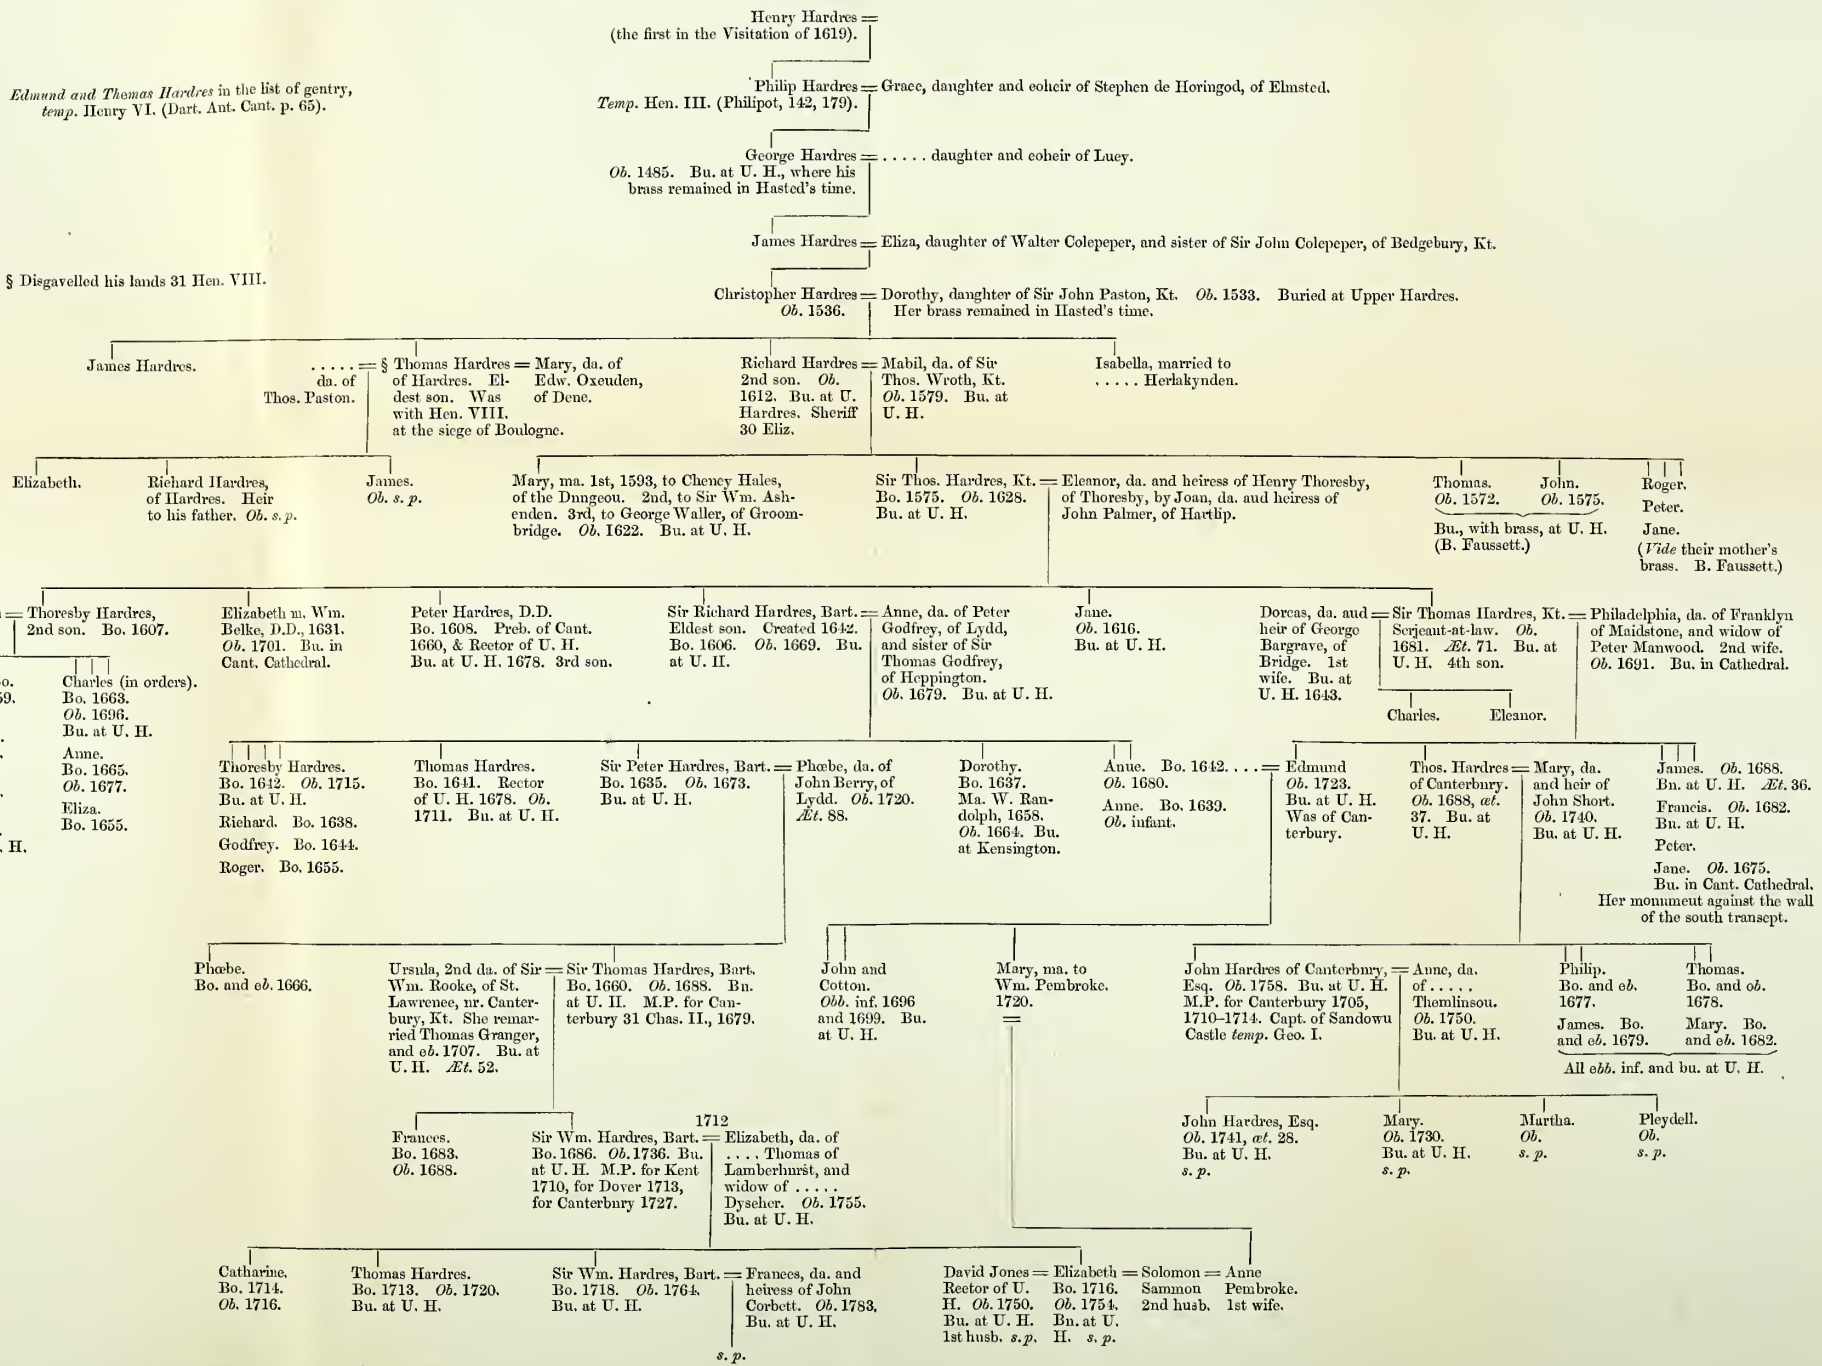 Henry Hardres =
(the first in the Visitation of 1619).
Edmund and Thomas Hardres in the list of gentry,
temp. Henry VI. (Dart. Ant. Cant. p. 65).
Philip Hardres = Grace, daughter and coheir of Stephen de Horingod, of Elmsted.
Temp. Hen. III. (Philipot, 142, 179).
George Hardres = ..... daughter and coheir of Lucy.
Ob. 1485. Bu. at U. H., where his
brass remained in Hasted's time.
James Hardres = Eliza, daughter of Walter Colepeper, and sister of Sir John Colepeper, of Bedgebury, Kt.
§ Disgavelled his lands 31 Hen. VIII.
Christopher Hardres = Dorothy, daughter of Sir John Paston, Kt. Ob. 1533. Buried at Upper Hardres.
Ob. 1536. Her brass remained in Hasted's time.
James Hardres.
..... =
da. of
Thos. Paston.
§ Thomas Hardres =
of Hardres. El-
dest son. Was
with Hen. VIII.
at the siege of Boulogne.
Mary, da. of
Edw. Oxeuden,
of Dene.
Richard Hardres =
2nd son. Ob.
1612. Bu. at U.
Hardres. Sheriff
30 Eliz.
Mabil, da. of Sir
Thos. Wroth, Kt.
Ob. 1579. Bu. at
U. H.
Isabella, married to
..... Herlakynden.
Elizabeth.
Richard Hardres,
of Hardres. Heir
to his father. Ob. s. p.
James.
Ob. s. p.
Mary, ma. 1st, 1593, to Cheney Hales,
of the Dungeou. 2nd, to Sir Wm. Ash-
enden. 3rd, to George Waller, of Groom-
bridge. Ob. 1622. Bu. at U. H.
Sir Thos. Hardres, Kt. =
Bo. 1575. Ob. 1628.
Bu. at U. H.
Eleanor, da. and heiress of Henry Thoresby,
of Thoresby, by Joan, da. aud heiress of
John Palmer, of Hartlip.
Thomas.
Ob. 1572.
John.
Ob. 1575.
Bu., with brass, at U. H.
(B. Faussett.)
Roger.
Peter.
Jane.
(Vide their mother's
brass. B. Faussett.)
= Thoresby Hardres,
2nd son. Bo. 1607.
Elizabeth m. Wm.
Belke, D.D., 1631.
Ob. 1701. Bu. in
Cant. Cathedral.
Peter Hardres, D.D.
Bo. 1608. Preb. of Cant.
1660, & Rector of U. H.
Bu. at U. H. 1678. 3rd son.
Sir Richard Hardres, Bart. =
Eldest son. Created 1642.
Bo. 1606. Ob. 1669. Bu.
at U. H.
Anne, da. of Peter
Godfrey, of Lydd,
and sister of Sir
Thomas Godfrey,
of Heppington.
Ob. 1679. Bu. at U. H.
Jane.
Ob. 1616.
Bu. at U. H.
Dorcas, da. aud =
heir of George
Bargrave, of
Bridge. 1st
wife. Bu. at
U. H. 1643.
Sir Thomas Hardres, Kt. =
Serjeant-at-law. Ob.
1681. Æt. 71. Bu. at
U. H. 4th son.
Philadelphia, da. of Franklyn
of Maidstone, and widow of
Peter Manwood. 2nd wife.
Ob. 1691. Bu. in Cathedral.
o.
59.
. H.
Charles (in orders).
Bo. 1663.
Ob. 1696.
Bu. at U. H.
Anne.
Bo. 1665.
Ob. 1677.
Eliza.
Bo. 1655.
Charles.
Eleanor.
Thoresby Hardres.
Bo. 1642. Ob. 1715.
Bu. at U. H.
Richard. Bo. 1638.
Godfrey. Bo. 1644.
Roger. Bo. 1655.
Thomas Hardres.
Bo. 1641. Rector
of U. H. 1678. Ob.
1711. Bu. at U. H.
Sir Peter Hardres, Bart. =
Bo. 1635. Ob. 1673.
Bu. at U. H.
Phœbe, da. of
John Berry, of
Lydd. Ob. 1720.
Æt. 88.
Dorothy.
Bo. 1637.
Ma. W. Ran-
dolph, 1658.
Ob. 1664. Bu.
at Kensington.
Anne. Bo. 1642.
Ob. 1680.
Anne. Bo. 1639.
Ob. infant.
.... = Edmund
Ob. 1723.
Bu. at U. H.
Was of Can-
terbury.
Thos. Hardres =
of Canterbury.
Ob. 1688, æt.
37. Bu. at
U. H.
Mary, da.
and heir of
John Short.
Ob. 1740.
Bu. at U. H.
James. Ob. 1688.
Bn. at U. H. Æt. 36.
Francis. Ob. 1682.
Bu. at U. H.
Peter.
Jane. Ob. 1675.
Bu. in Cant. Cathedral.
Her monument against the wall
of the south transept.
Phœbe.
Bo. and ob. 1666.
Ursula, 2nd da. of Sir =
Wm. Rooke, of St.
Lawrence, nr. Canter-
bury, Kt. She remar-
ried Thomas Granger,
and ob. 1707. Bu. at
U. H. Æt. 52.
Sir Thomas Hardres, Bart.
Bo. 1660. Ob. 1688. Bu.
at U. H. M.P. for Can-
terbury 31 Chas. II., 1679.
John and
Cotton.
Obb. inf. 1696
and 1699. Bu.
at U. H.
Mary, ma. to
Wm. Pembroke,
1720.
=
John Hardres of Canterbury, =
Esq. Ob. 1758. Bu. at U. H.
M.P. for Canterbury 1705,
1710-1714. Capt. of Sandown
Castle temp. Geo. I.
Anne, da.
of .....
Themlinsou.
Ob. 1750.
Bu. at U. H.
Philip.
Bo. and ob.
1677.
James. Bo.
and ob. 1679.
Thomas.
Bo. and ob.
1678.
Mary. Bo.
and ob. 1682.
All obb. inf. and bu. at U. H.
Frances.
Bo. 1683.
Ob. 1688.
1712
Sir Wm. Hardres, Bart. =
Bo. 1686. Ob. 1736. Bu.
at U. H. M.P. for Kent
1710, for Dover 1713,
for Canterbury 1727.
Elizabeth, da. of
.... Thomas of
Lamberhurst, and
widow of .....
Dyseher. Ob. 1755.
Bu. at U. H.
John Hardres, Esq.
Ob. 1741, æt. 28.
Bu. at U. H.
s. p.
Mary.
Ob. 1730.
Bu. at U. H.
s. p.
Martha.
Ob.
s. p.
Pleydell.
Ob.
s. p.
Catharine.
Bo. 1714.
Ob. 1716.
Thomas Hardres.
Bo. 1713. Ob. 1720.
Bu. at U. H.
Sir Wm. Hardres, Bart. =
Bo. 1718. Ob. 1764.
Bu. at U. H.
Frances, da. and
heiress of John
Corbett. Ob. 1783.
Bu. at U. H.
s. p.
David Jones =
Rector of U.
H. Ob. 1750.
Bu. at U. H.
1st husb. s. p.
Elizabeth =
Bo. 1716.
Ob. 1754.
Bn. at U.
H. s. p.
Solomon =
Sammon
2nd husb.
Anne
Pembroke.
1st wife.